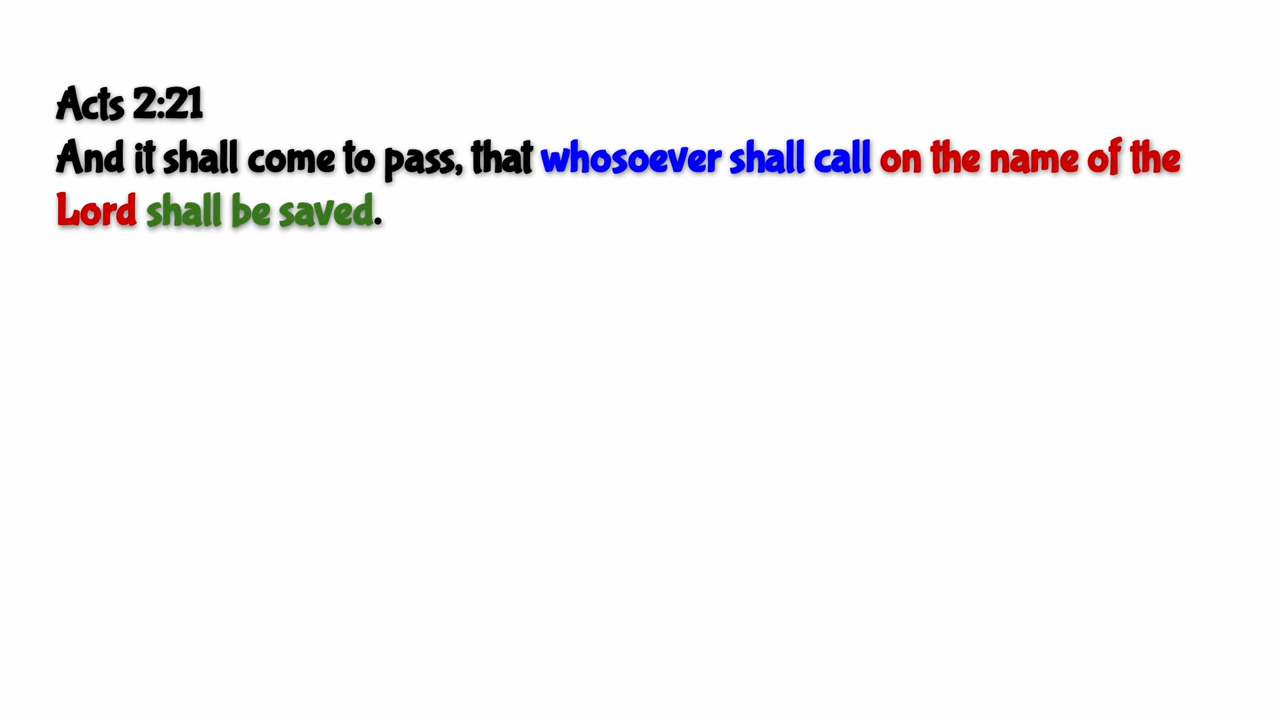 Acts 2:21
And it shall come to pass, that whosoever shall call on the name of the
Lord shall be saved.